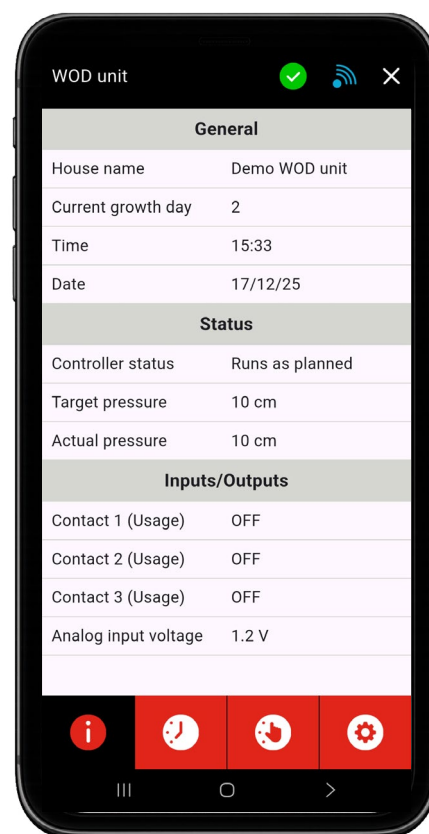 WOD unit
General
House name Demo WOD unit
Current growth day 2
Time 15:33
Date 17/12/25
Status
Controller status Runs as planned
Target pressure 10 cm
Actual pressure 10 cm
Inputs/Outputs
Contact 1 (Usage) OFF
Contact 2 (Usage) OFF
Contact 3 (Usage) OFF
Analog input voltage 1.2 V